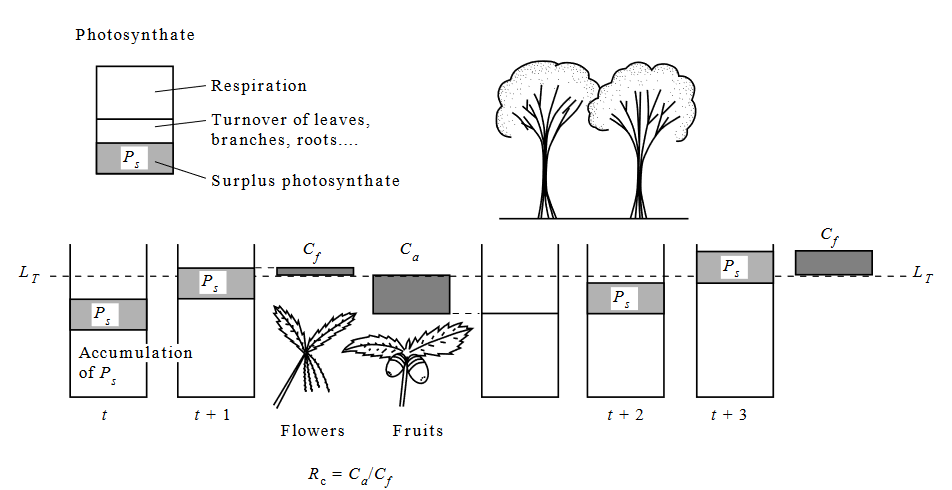 Photosynthate
Respiration
Turnover of leaves,
branches, roots....
P_s
Surplus photosynthate
C_f
C_a
C_f
L_T
L_T
P_s
P_s
P_s
P_s
Accumulation
of P_s
t
t + 1
t + 2
t + 3
Flowers
Fruits
R_c = C_a/C_f